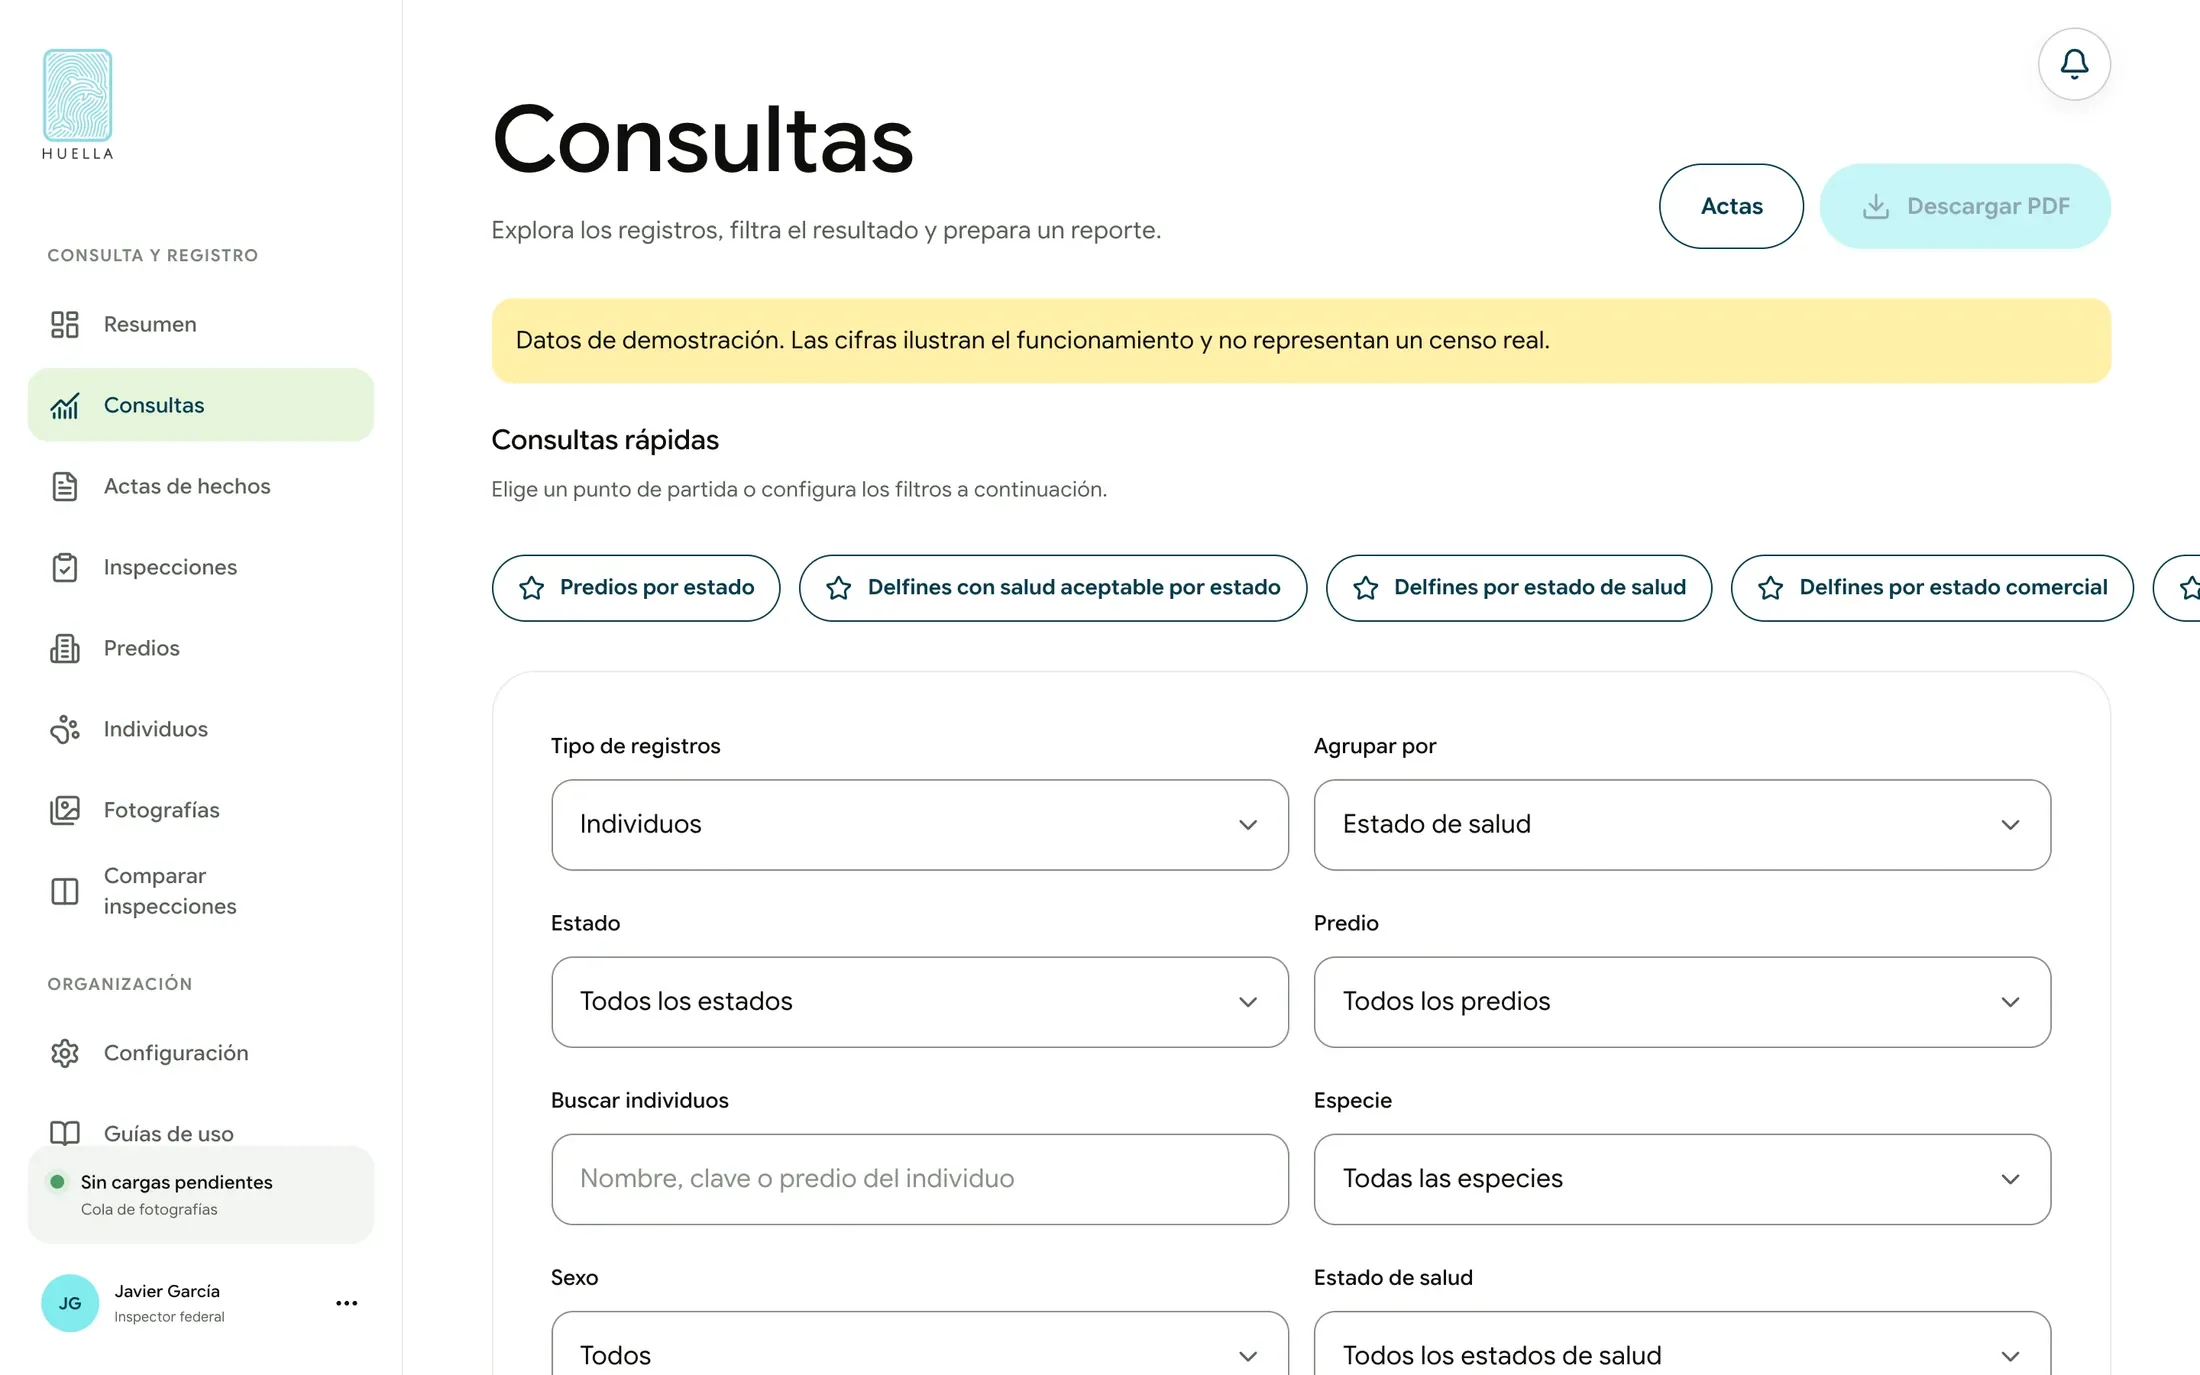 HUELLA
CONSULTA Y REGISTRO
Resumen
Consultas
Actas de hechos
Inspecciones
Predios
Individuos
Fotografías
Comparar
inspecciones
ORGANIZACIÓN
Configuración
Guías de uso
Sin cargas pendientes
Cola de fotografías
JG
Javier García
Inspector federal
Consultas
Explora los registros, filtra el resultado y prepara un reporte.
Actas
Descargar PDF
Datos de demostración. Las cifras ilustran el funcionamiento y no representan un censo real.
Consultas rápidas
Elige un punto de partida o configura los filtros a continuación.
Predios por estado
Delfines con salud aceptable por estado
Delfines por estado de salud
Delfines por estado comercial
Tipo de registros
Individuos
Agrupar por
Estado de salud
Estado
Todos los estados
Predio
Todos los predios
Buscar individuos
Nombre, clave o predio del individuo
Especie
Todas las especies
Sexo
Todos
Estado de salud
Todos los estados de salud